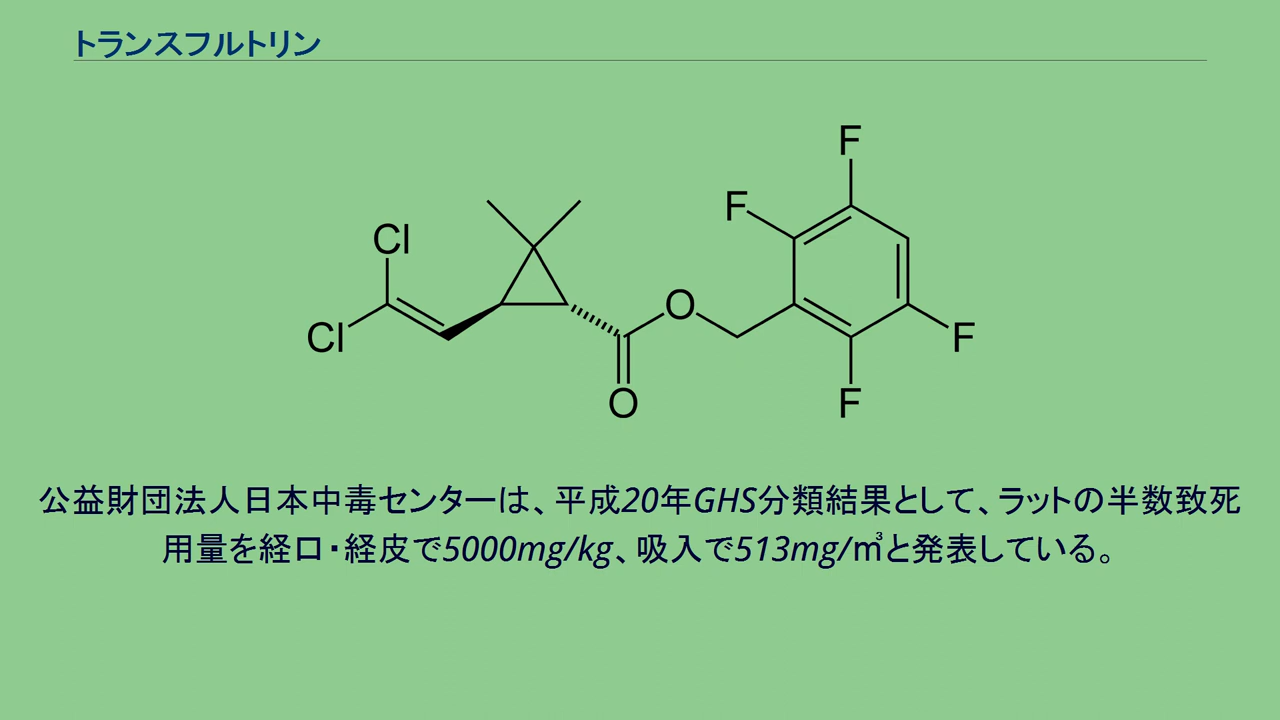 トランスフルトリン
F
F
Cl
Cl
O
O
F
F
公益財団法人日本中毒センターは、平成20年GHS分類結果として、ラットの半数致死
用量を経口・経皮で5000mg/kg、吸入で513mg/㎥と発表している。